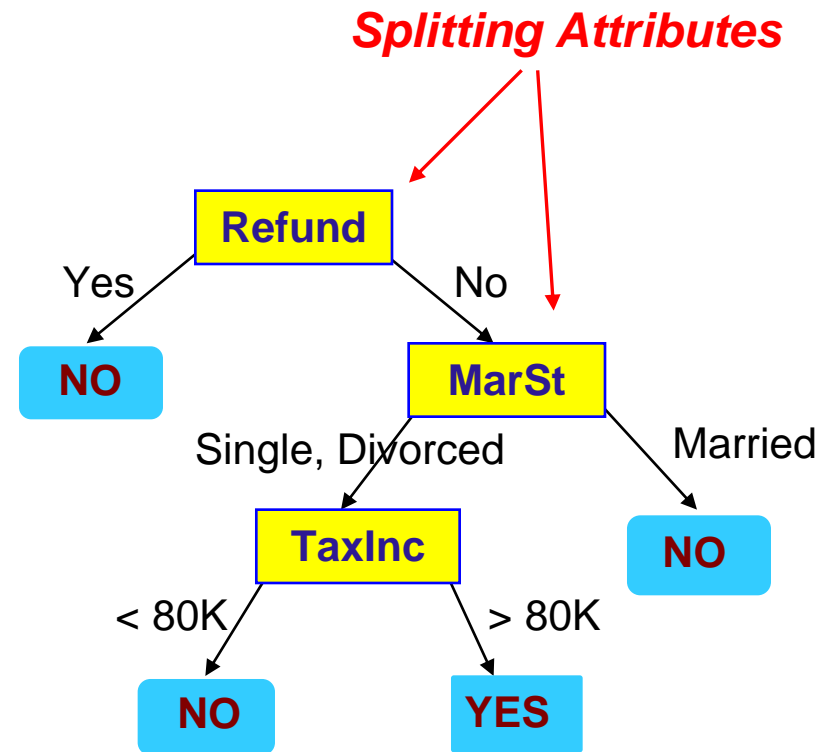 Splitting Attributes
Refund
Yes
No
NO
MarSt
Single, Divorced
Married
TaxInc
NO
< 80K
> 80K
NO
YES